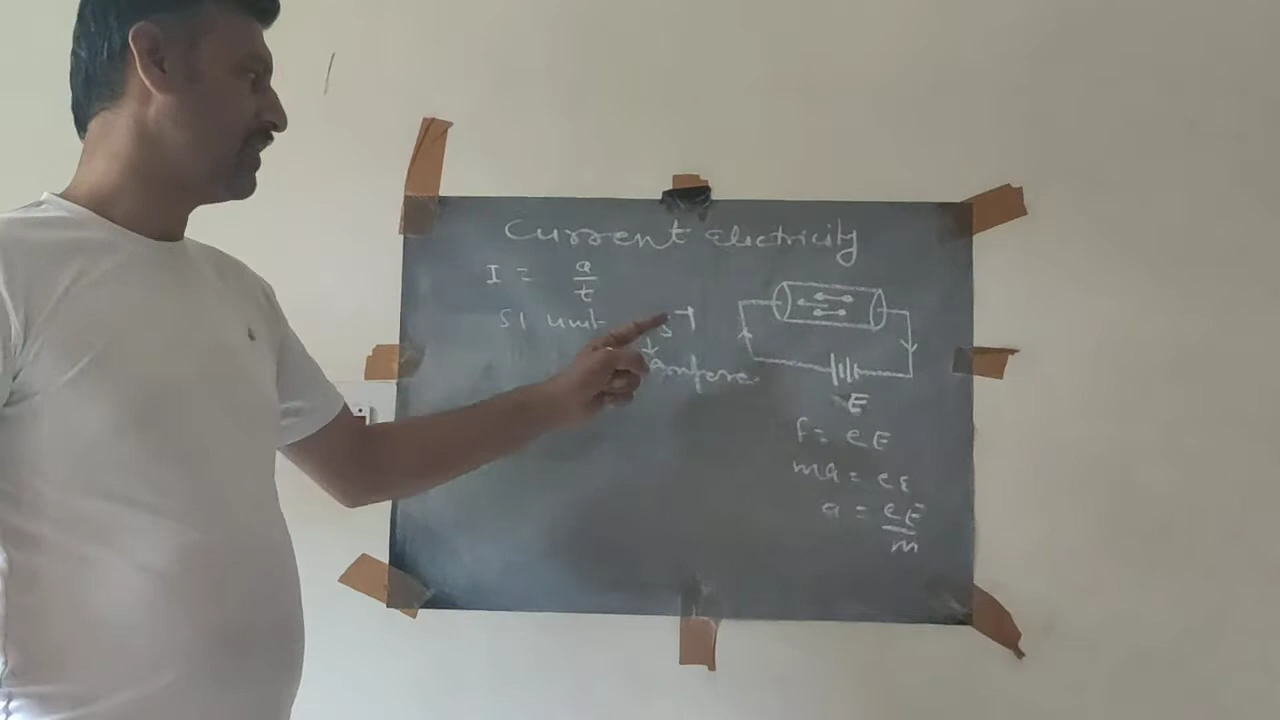 Current electricity
I = q/t
SI unit
Ampere
E
F = eE
ma = eE
a = eE/m